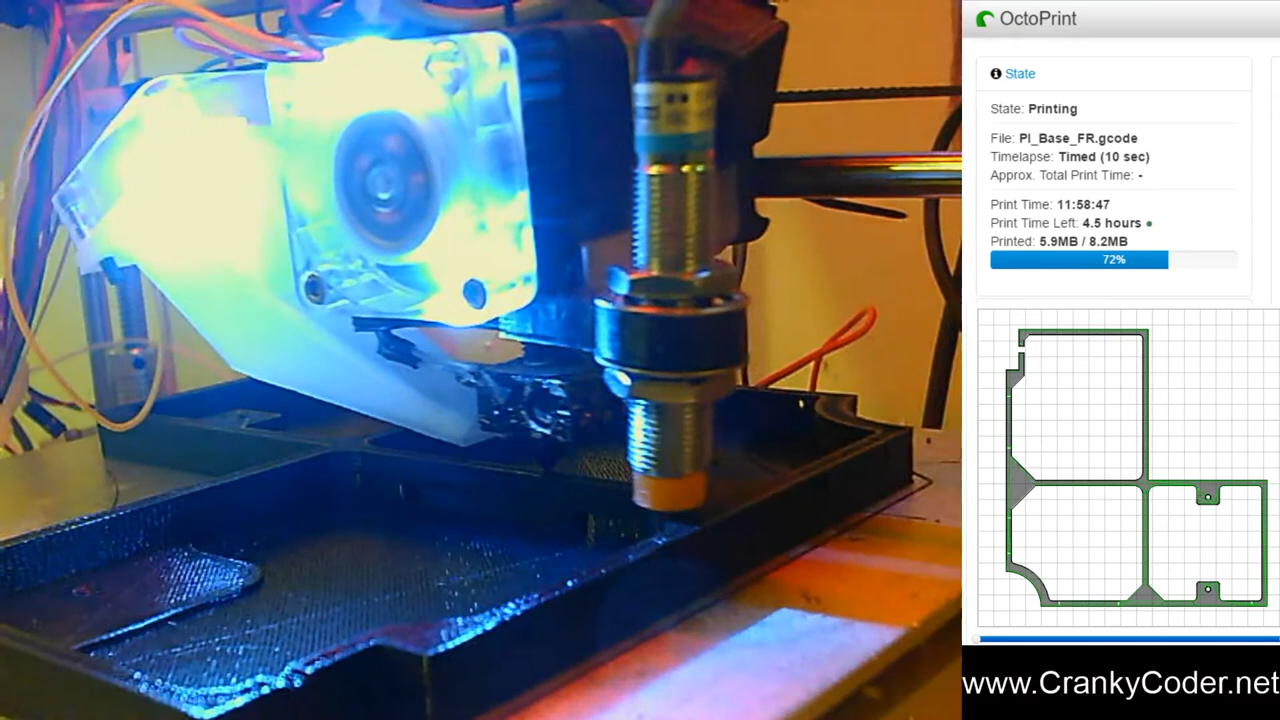 OctoPrint
State
State: Printing
File: PI_Base_FR.gcode
Timelapse: Timed (10 sec)
Approx. Total Print Time: -
Print Time: 11:58:47
Print Time Left: 4.5 hours
Printed: 5.9MB / 8.2MB
72%
www.CrankyCoder.net